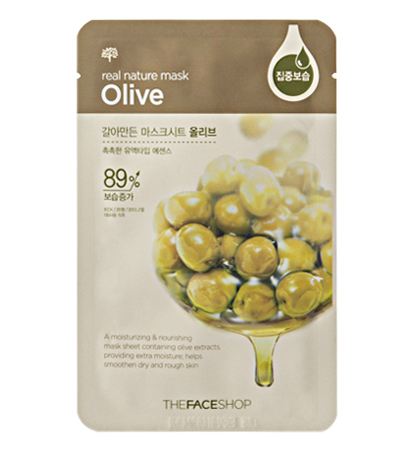 real nature mask
Olive
집중보습
갈아만든 마스크시트 올리브
촉촉한 유액타입 에센스
89%
보습증가
A moisturizing & nourishing
mask sheet containing olive extracts,
providing extra moisture, helps
smoothen dry and rough skin
THEFACESHOP